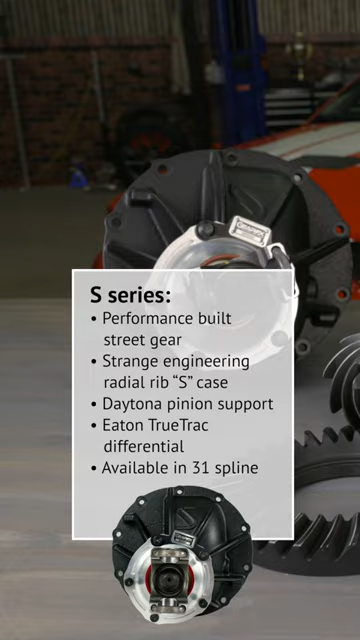 S series:
• Performance built
street gear
• Strange engineering
radial rib “S” case
• Daytona pinion support
• Eaton TrueTrac
differential
• Available in 31 spline